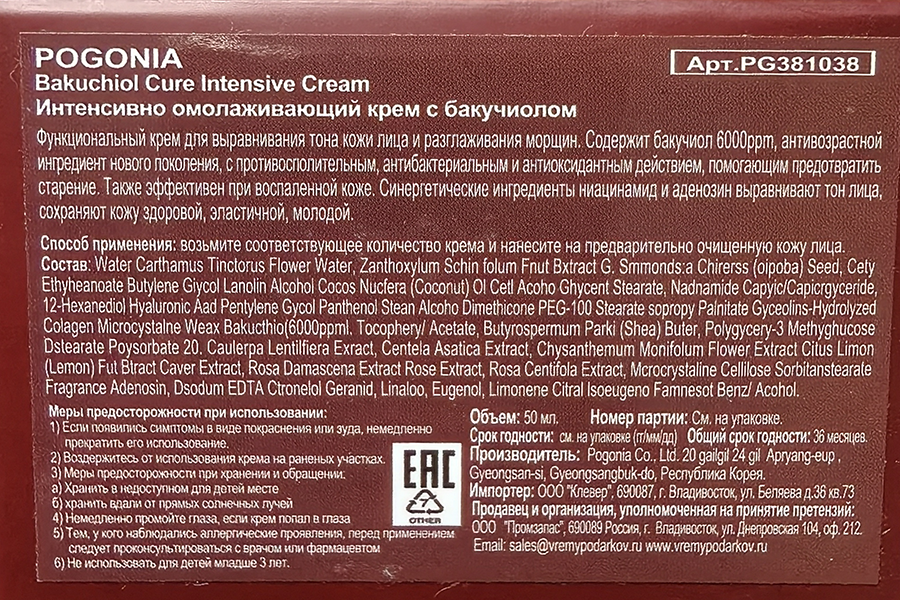 POGONIA
Арт.PG381038
Bakuchiol Cure Intensive Cream
Интенсивно омолаживающий крем с бакучиолом
Функциональный крем для выравнивания тона кожи лица и разглаживания морщин. Содержит бакучиол 6000ppm, антивозрастной
ингредиент нового поколения, с противосполительным, антибактериальным и антиоксидантным действием, помогающим предотвратить
старение. Также эффективен при воспаленной коже. Синергетические ингредиенты ниацинамид и аденозин выравнивают тон лица,
сохраняют кожу здоровой, эластичной, молодой.
Способ применения: возьмите соответствующее количество крема и нанесите на предварительно очищенную кожу лица.
Состав: Water Carthamus Tinctorus Flower Water, Zanthoxylum Schin folum Fnut Bxtract G. Smmonds:a Chirerss (oipoba) Seed, Cety
Ethyheanoate Butylene Giycol Lanolin Alcohol Cocos Nucfera (Coconut) Ol Cetl Acoho Ghycent Stearate, Nadnamide Capyic/Capicrgyceride,
12-Hexanediol Hyaluronic Aad Pentylene Grycol Panthenol Stean Alcoho Dimethicone PEG-100 Stearate sopropy Palnitate Gyceolins-Hydrolyzed
Colagen Microcystalne Weax Bakucthio(6000ppml. Tocophery/ Acetate, Butyrospermum Parki (Shea) Buter, Polygycery-3 Methyghucose
Dstearate Poysorbate 20. Caulerpa Lentilfiera Exract, Centela Asatica Extract, Chysanthemum Monifolum Flower Extract Citus Limon
(Lemon) Fut Btract Caver Exract, Rosa Damascena Extract Rose Extract, Rosa Centifola Extract, Mcrocrystaline Cellilose Sorbitanstearate
Fragrance Adenosin, Dsodum EDTA Ctronelol Geranid, Linaloo, Eugenol, Limonene Citral Isoeugeno Famnesot Benz/ Acohol.
Меры предосторожности при использовании:
1) Если появились симптомы в виде покраснения или зуда, немедленно
прекратить его использование.
2) Воздержитесь от использования крема на раненых участках.
3) Меры предосторожности при хранении и обращении:
а) Хранить в недоступном для детей месте
б) хранить вдали от прямых солнечных лучей
4) Немедленно промойте глаза, если крем попал в глаза
5) Тем, у кого наблюдались аллергические проявления, перед применением
следует проконсультироваться с врачом или фармацевтом
6) Не использовать для детей младше 3 лет.
EAC
7
OTHER
Объем: 50 мл. Номер партии: См. на упаковке.
Срок годности: см. на упаковке (гг/мм/дд) Общий срок годности: 36 месяцев.
Производитель: Pogonia Co., Ltd. 20 gailgil 24 gil Apryang-eup ,
Gyeongsan-si, Gyeongsangbuk-do, Республика Корея.
Импортер: ООО "Клевер", 690087, г. Владивосток, ул. Беляева д.36 кв.73
Продавец и организация, уполномоченная на принятие претензий:
ООО "Промзапас", 690089 Россия, г. Владивосток, ул. Днепровская 104, оф. 212.
Email: sales@vremypodarkov.ru www.vremypodarkov.ru